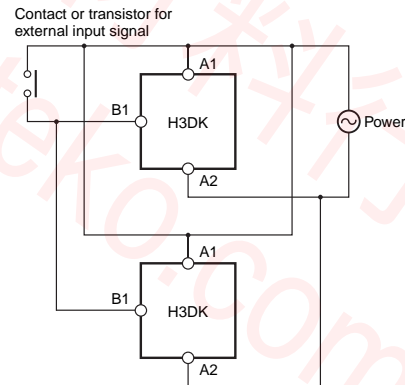 Contact or transistor for
external input signal
A1
B1
H3DK
Power
A2
A1
B1
H3DK
A2